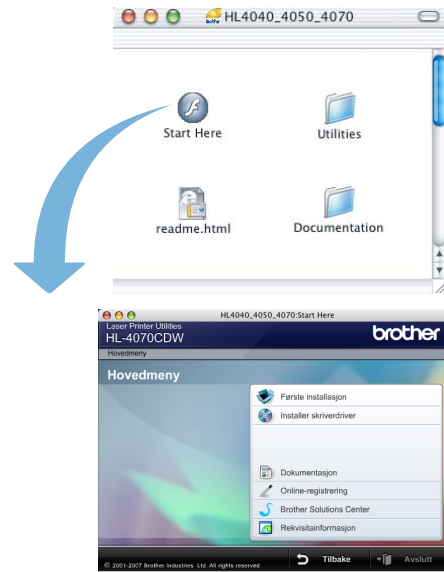 HL4040_4050_4070
Start Here
Utilities
readme.html
Documentation
HL4040_4050_4070:Start Here
Laser Printer Utilities
HL-4070CDW
brother
Hovedmeny
Hovedmeny
Første installasjon
Installer skriverdriver
Dokumentasjon
Online-registrering
Brother Solutions Center
Rekvisitainformasjon
© 2001-2007 Brother Industries Ltd. All rights reserved
Tilbake
Avslutt